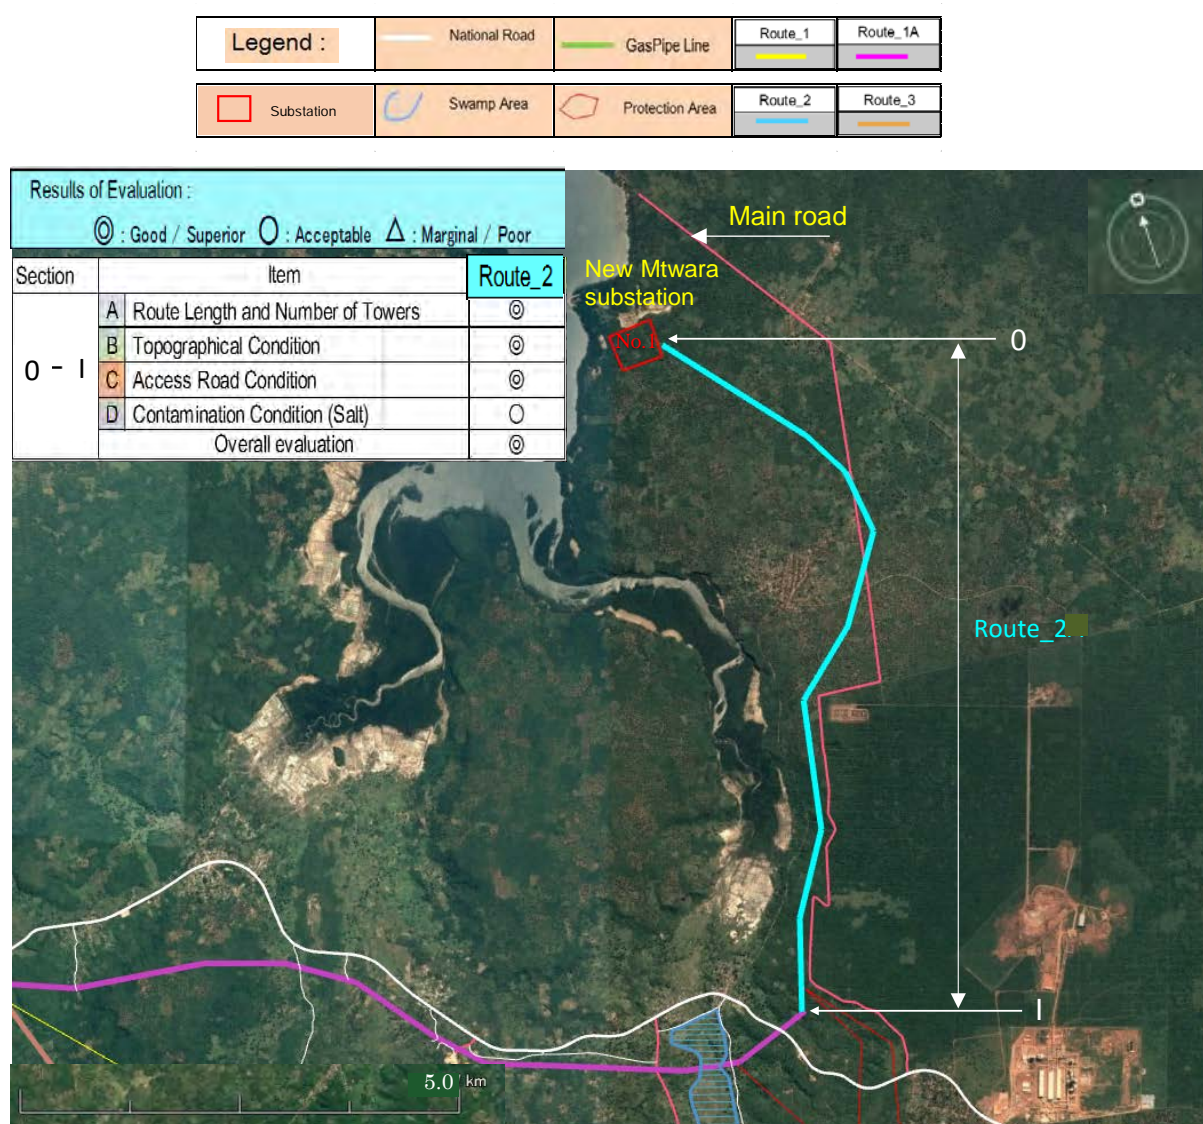 Legend :
National Road
GasPipe Line
Route_1
Route_1A
Substation
Swamp Area
Protection Area
Route_2
Route_3
Results of Evaluation :
◎ : Good / Superior ○ : Acceptable △ : Marginal / Poor
Section Item Route_2
0 - I
A Route Length and Number of Towers ◎
B Topographical Condition ◎
C Access Road Condition ◎
D Contamination Condition (Salt) ○
Overall evaluation ◎
Main road
New Mtwara
substation
No.1
0
Route_2
I
5.0 km